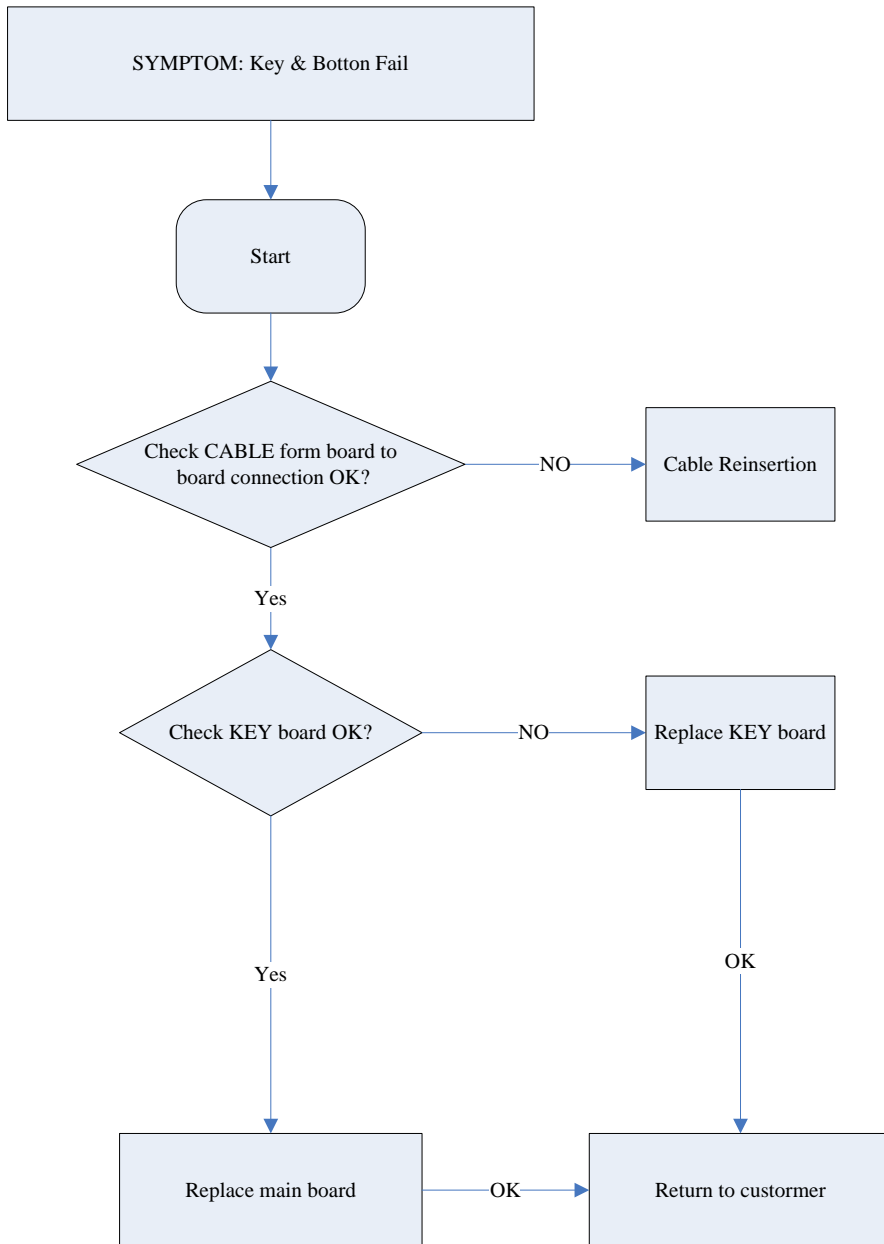 SYMPTOM: Key & Botton Fail
Start
Check CABLE form board to
board connection OK?
NO
Cable Reinsertion
Yes
Check KEY board OK?
NO
Replace KEY board
Yes
OK
Replace main board
OK
Return to custormer